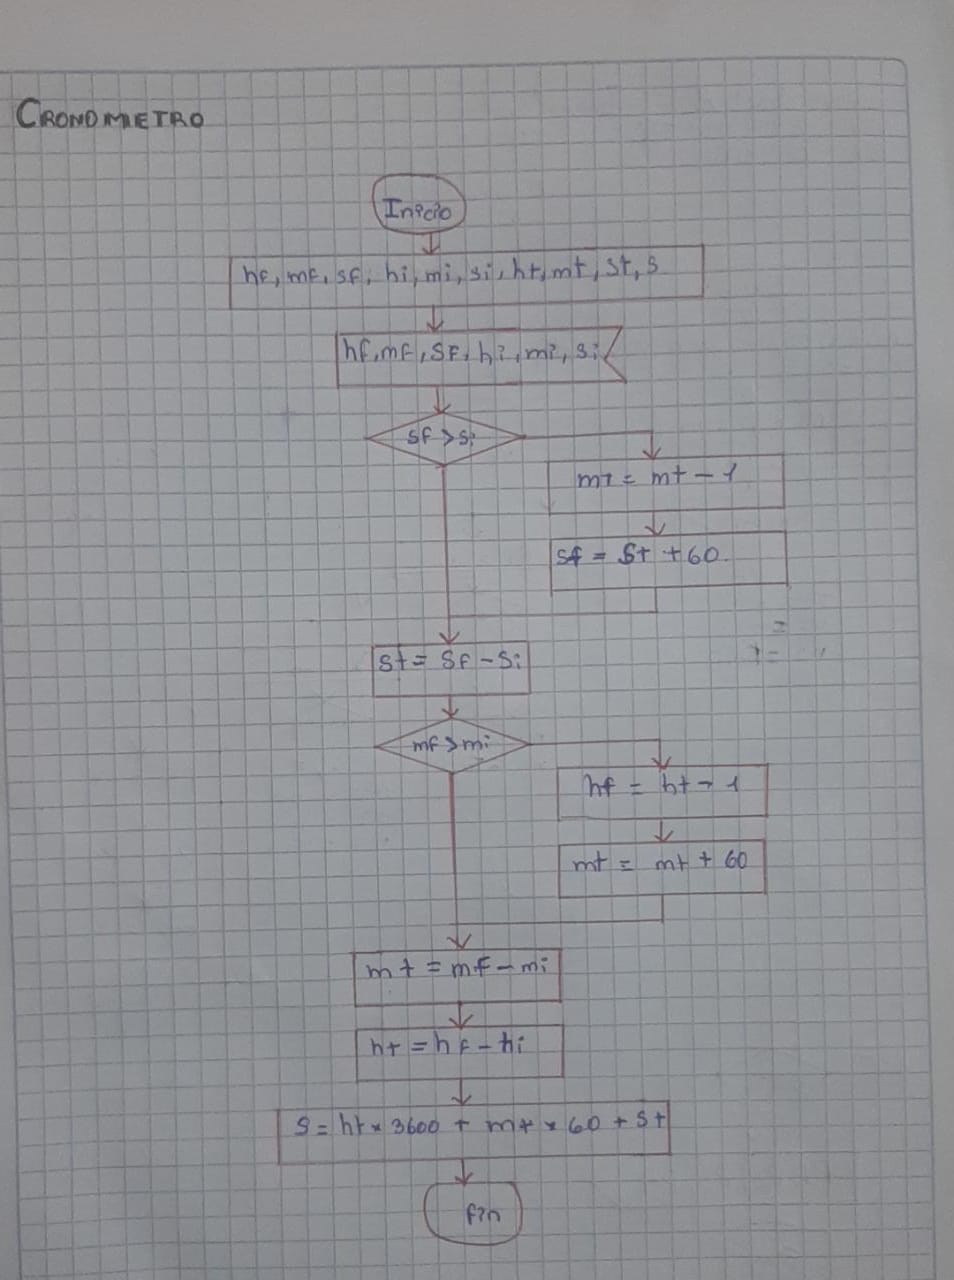 CRONOMETRO
Inicio
hf, mf, sf, hi, mi, si, ht, mt, st, s
hf, mf, sf, hi, mi, si
sf > si
mt = mt - 1
sf = st + 60
st = sf - si
mf > mi
hf = ht - 1
mt = mt + 60
mt = mf - mi
ht = hf - hi
s = ht * 3600 + mt * 60 + st
fin